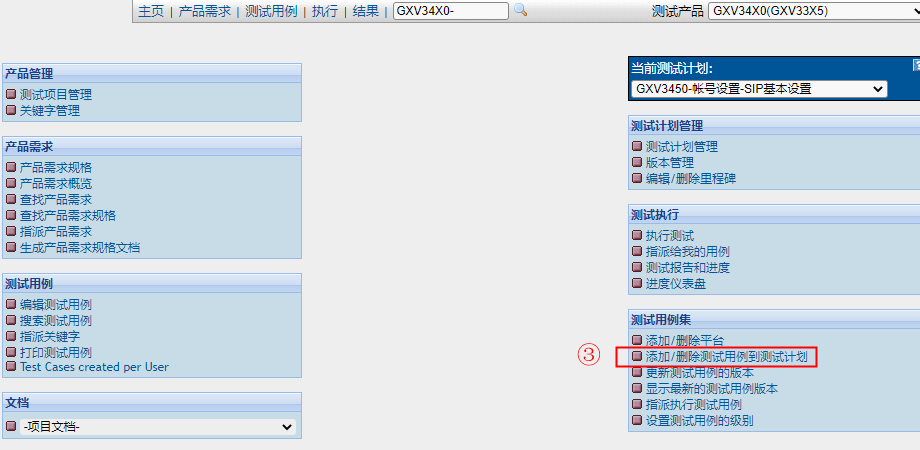 主页 | 产品需求 | 测试用例 | 执行 | 结果 | GXV34X0- 测试产品 GXV34X0(GXV33X5)
产品管理
测试项目管理
关键字管理
产品需求
产品需求规格
产品需求概览
查找产品需求
查找产品需求规格
指派产品需求
生成产品需求规格文档
测试用例
编辑测试用例
搜索测试用例
指派关键字
打印测试用例
Test Cases created per User
文档
-项目文档-
当前测试计划:
GXV3450-帐号设置-SIP基本设置
测试计划管理
测试计划管理
版本管理
编辑/删除里程碑
测试执行
执行测试
指派给我的用例
测试报告和进度
进度仪表盘
测试用例集
添加/删除平台
③ 添加/删除测试用例到测试计划
更新测试用例的版本
显示最新的测试用例版本
指派执行测试用例
设置测试用例的级别